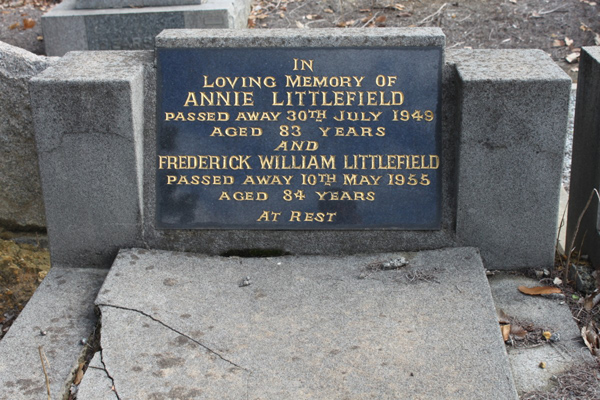 IN
LOVING MEMORY OF
ANNIE LITTLEFIELD
PASSED AWAY 30TH JULY 1949
AGED 83 YEARS
AND
FREDERICK WILLIAM LITTLEFIELD
PASSED AWAY 10TH MAY 1955
AGED 84 YEARS
AT REST